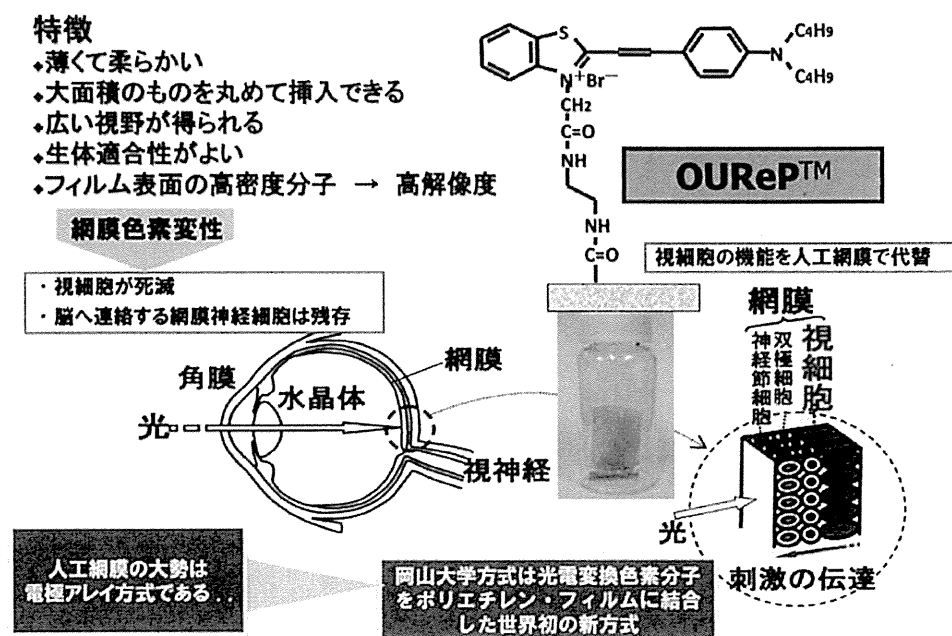 特徴
❖薄くて柔らかい
❖大面積のものを丸めて挿入できる
❖広い視野が得られる
❖生体適合性がよい
❖フィルム表面の高密度分子 → 高解像度
S
N⁺Br⁻
N
C₄H₉
C₄H₉
CH₂
C=O
NH
NH
C=O
OUReP™
網膜色素変性
・視細胞が死滅
・脳へ連絡する網膜神経細胞は残存
視細胞の機能を人工網膜で代替
網膜
視細胞
双極細胞
神経節細胞
角膜
水晶体
網膜
光
視神経
光
刺激の伝達
人工網膜の大勢は
電極アレイ方式である..
岡山大学方式は光電変換色素分子
をポリエチレン・フィルムに結合
した世界初の新方式